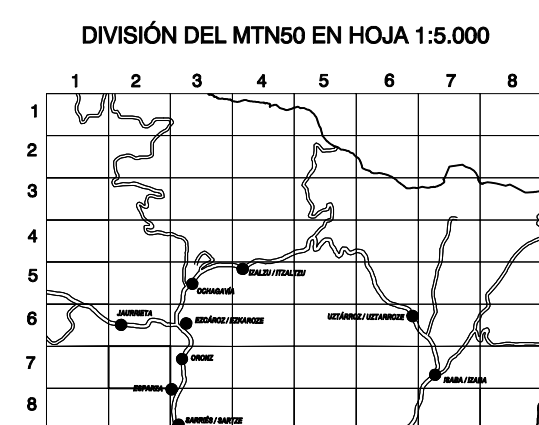 DIVISIÓN DEL MTN50 EN HOJA 1:5.000
1 2 3 4 5 6 7 8
1
2
3
4
5
IZALZU / ITZALTZU
OCHAGAVÍA
6
JAURRIETA
EZCÁROZ / EZKAROZE
UZTÁRROZ / UZTARROZE
7
ORONZ
ISABA / IZABA
ESPARZA
8
SARRIÉS / SARTZE